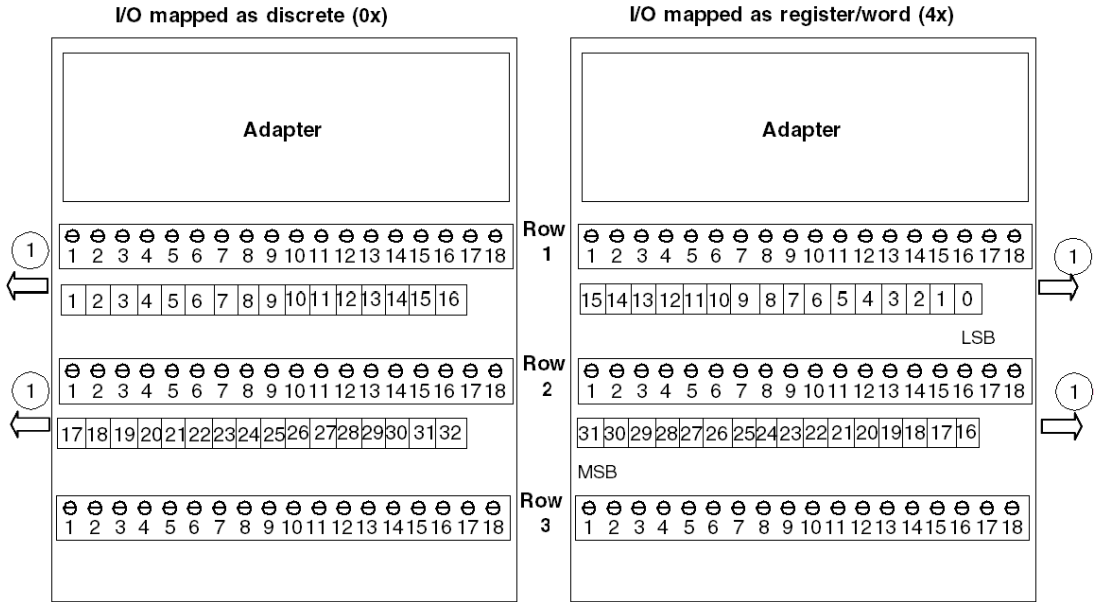 I/O mapped as discrete (0x)
I/O mapped as register/word (4x)
Adapter
Adapter
1 2 3 4 5 6 7 8 9 10 11 12 13 14 15 16 17 18
Row 1
1 2 3 4 5 6 7 8 9 10 11 12 13 14 15 16 17 18
1
1
1 2 3 4 5 6 7 8 9 10 11 12 13 14 15 16
15 14 13 12 11 10 9 8 7 6 5 4 3 2 1 0
LSB
1 2 3 4 5 6 7 8 9 10 11 12 13 14 15 16 17 18
Row 2
1 2 3 4 5 6 7 8 9 10 11 12 13 14 15 16 17 18
1
1
17 18 19 20 21 22 23 24 25 26 27 28 29 30 31 32
31 30 29 28 27 26 25 24 23 22 21 20 19 18 17 16
MSB
1 2 3 4 5 6 7 8 9 10 11 12 13 14 15 16 17 18
Row 3
1 2 3 4 5 6 7 8 9 10 11 12 13 14 15 16 17 18